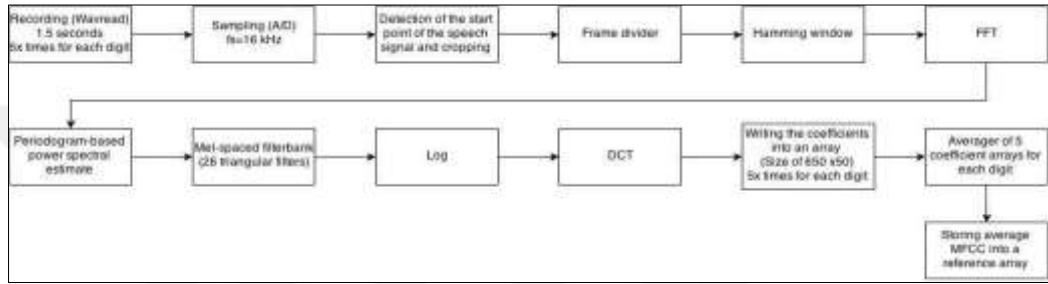 Recording (Wavread)
1.5 seconds
5x times for each digit
Sampling (A/D)
fs=16 kHz
Detection of the start
point of the speech
signal and cropping
Frame divider
Hamming window
FFT
Periodogram-based
power spectral
estimate
Mel-spaced filterbank
(26 triangular filters)
Log
DCT
Writing the coefficients
into an array
(Size of 650 x50)
5x times for each digit
Averager of 5
coefficient arrays for
each digit
Storing average
MFCC into a
reference array